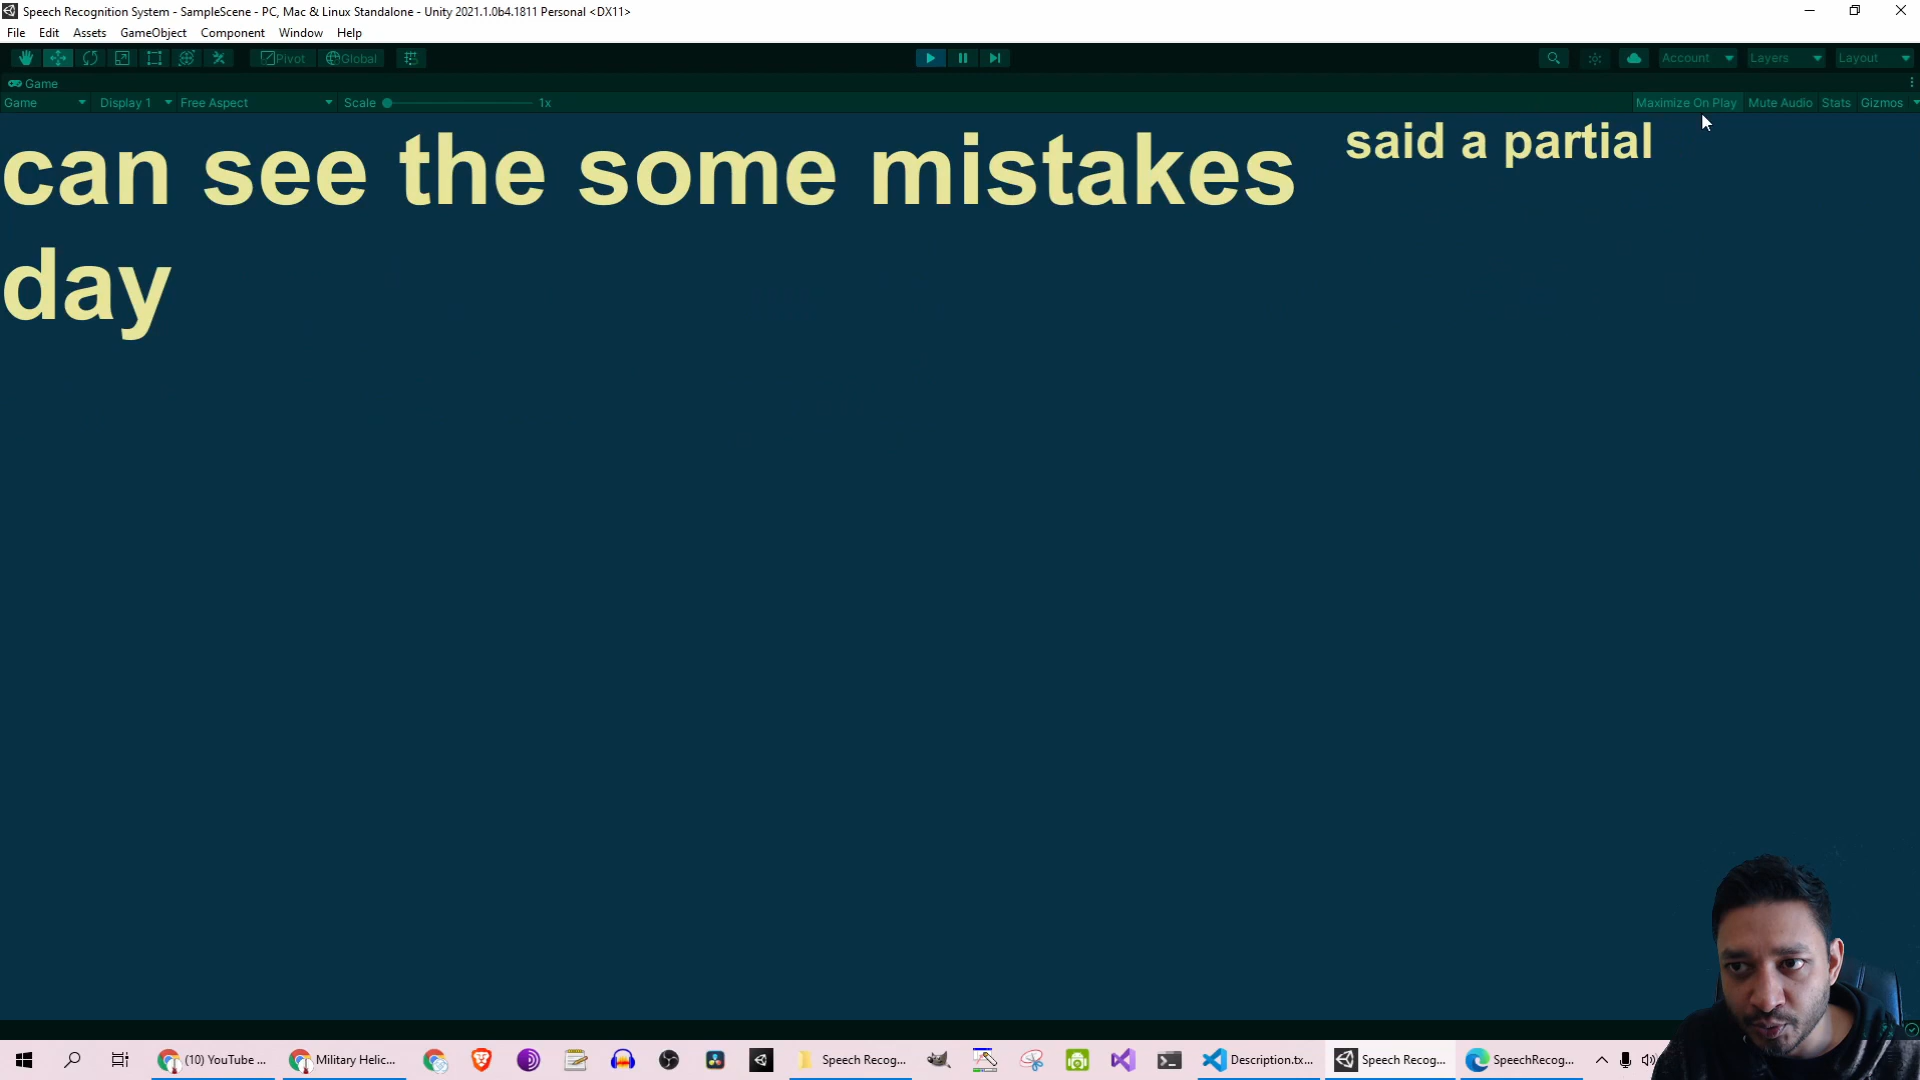 Speech Recognition System - SampleScene - PC, Mac & Linux Standalone - Unity 2021.1.0b4.1811 Personal <DX11>
File Edit Assets GameObject Component Window Help
Pivot Global Account Layers Layout
Game
Game Display 1 Free Aspect Scale 1x Maximize On Play Mute Audio Stats Gizmos
can see the some mistakes
day
said a partial
(10) YouTube ... Military Helic... Speech Recog... Description.tx... Speech Recog... SpeechRecog...